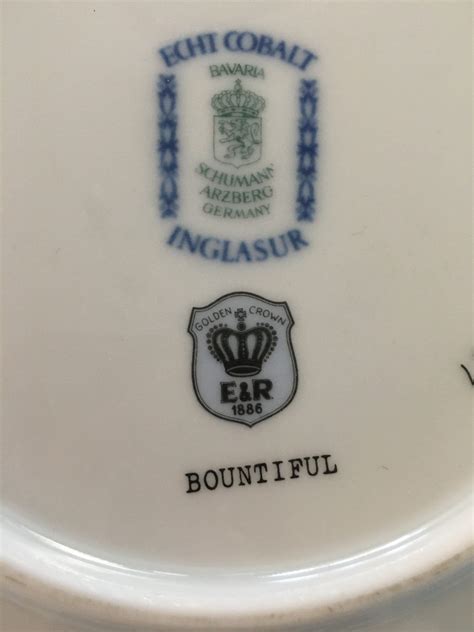 ECHT COBALT
BAVARIA
SCHUMANN
ARZBERG
GERMANY
INGLASUR
GOLDEN CROWN
E&R.
1886
BOUNTIFUL